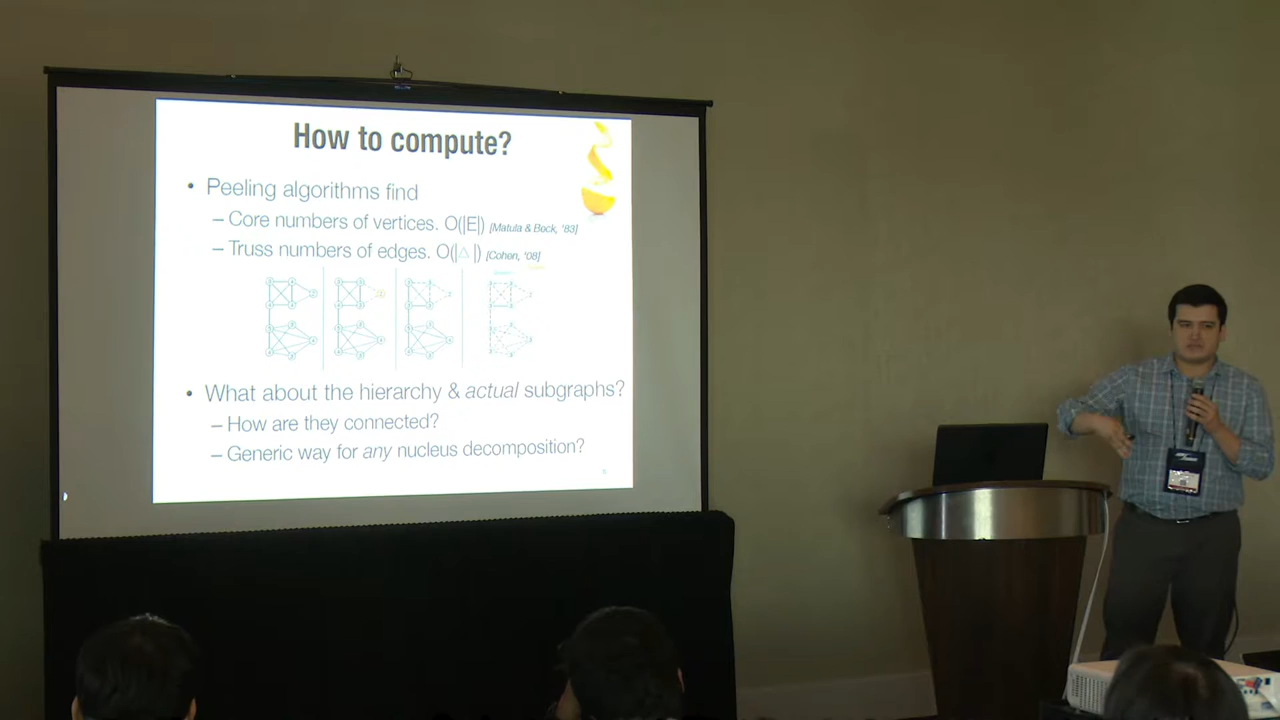 How to compute?
• Peeling algorithms find
– Core numbers of vertices. O(|E|) [Matula & Beck, '83]
– Truss numbers of edges. O(|△|) [Cohen, '08]
• What about the hierarchy & actual subgraphs?
– How are they connected?
– Generic way for any nucleus decomposition?